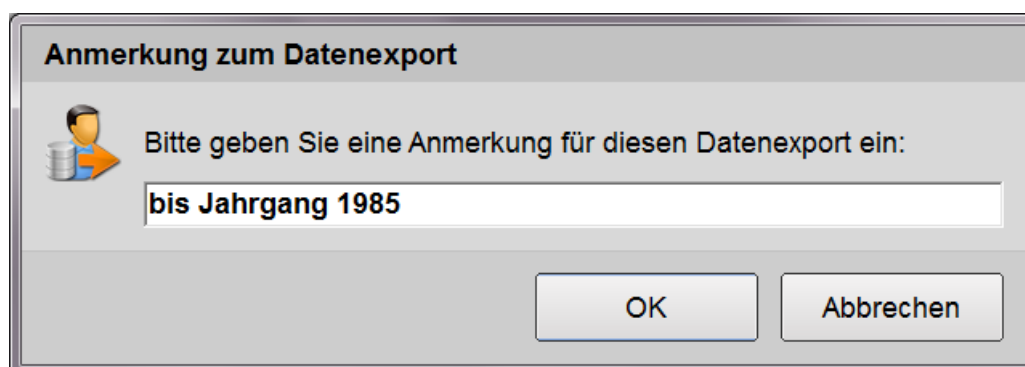 Anmerkung zum Datenexport
Bitte geben Sie eine Anmerkung für diesen Datenexport ein:
bis Jahrgang 1985
OK Abbrechen